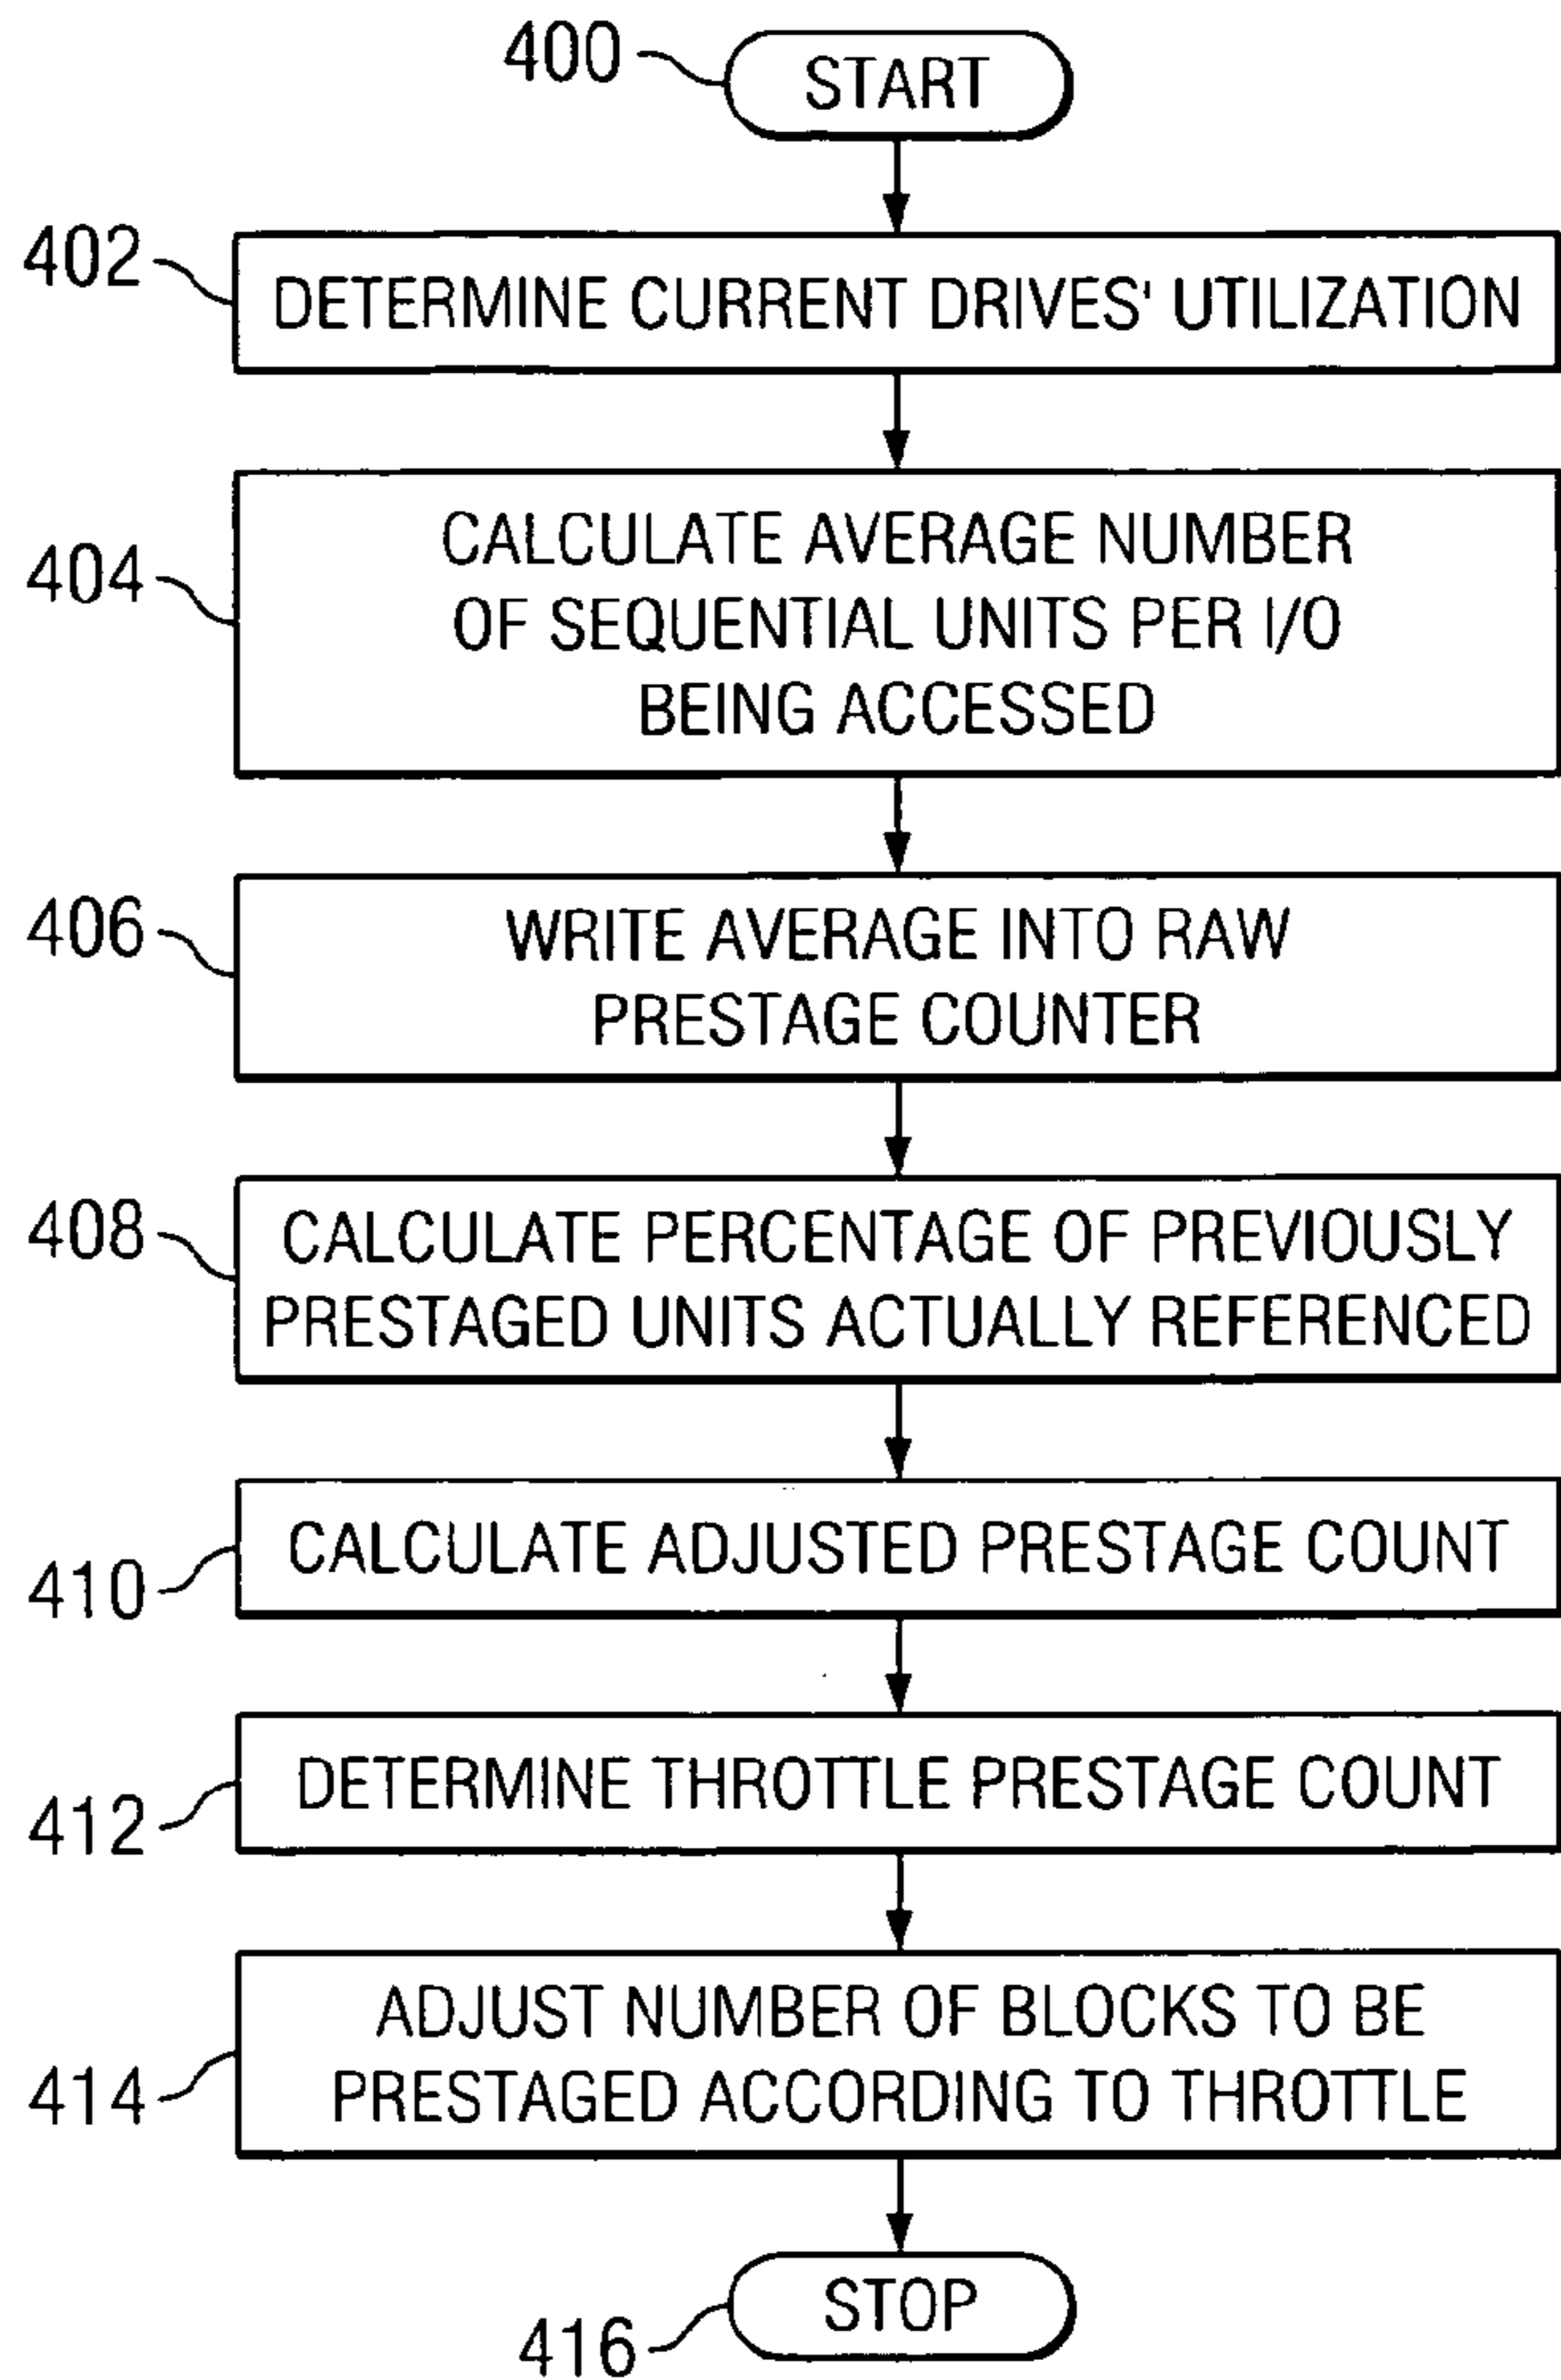 400
START
402
DETERMINE CURRENT DRIVES' UTILIZATION
404
CALCULATE AVERAGE NUMBER
OF SEQUENTIAL UNITS PER I/O
BEING ACCESSED
406
WRITE AVERAGE INTO RAW
PRESTAGE COUNTER
408
CALCULATE PERCENTAGE OF PREVIOUSLY
PRESTAGED UNITS ACTUALLY REFERENCED
410
CALCULATE ADJUSTED PRESTAGE COUNT
412
DETERMINE THROTTLE PRESTAGE COUNT
414
ADJUST NUMBER OF BLOCKS TO BE
PRESTAGED ACCORDING TO THROTTLE
416
STOP